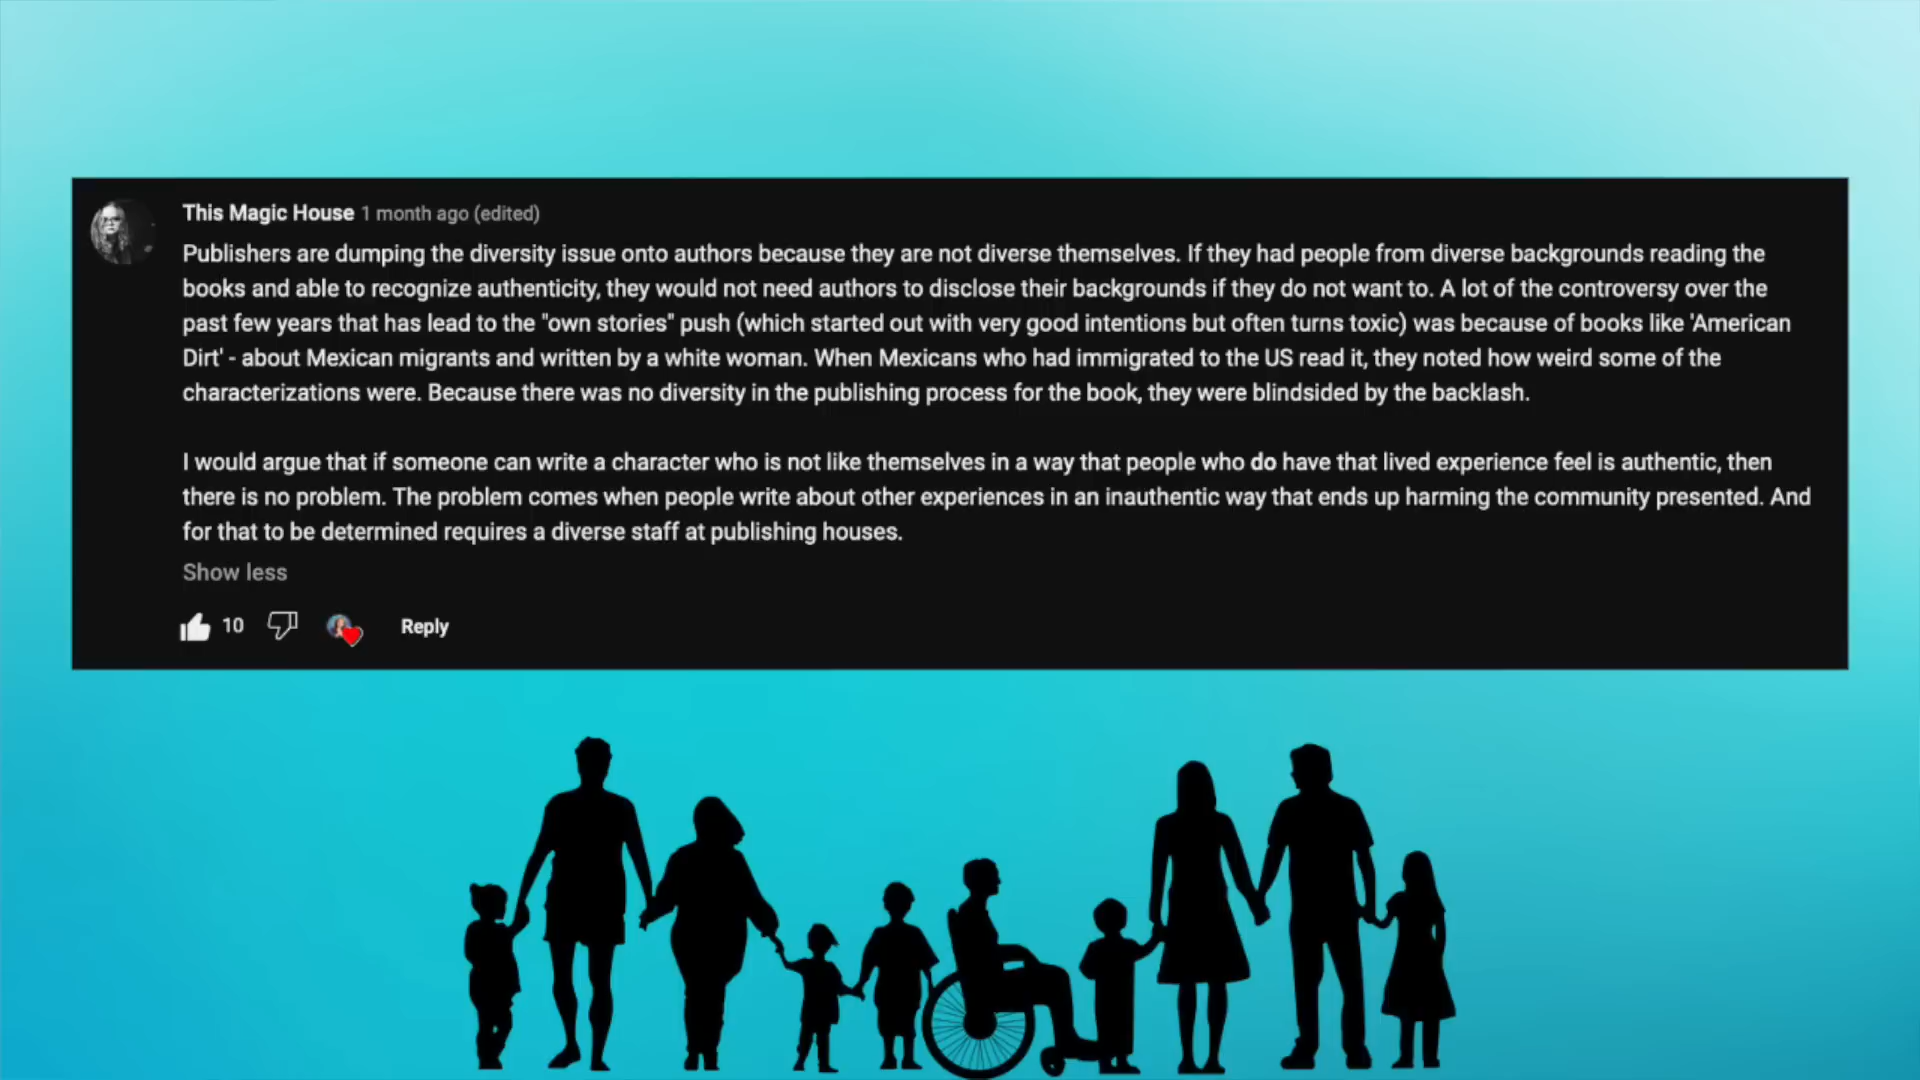 This Magic House 1 month ago (edited)
Publishers are dumping the diversity issue onto authors because they are not diverse themselves. If they had people from diverse backgrounds reading the
books and able to recognize authenticity, they would not need authors to disclose their backgrounds if they do not want to. A lot of the controversy over the
past few years that has lead to the "own stories" push (which started out with very good intentions but often turns toxic) was because of books like 'American
Dirt' - about Mexican migrants and written by a white woman. When Mexicans who had immigrated to the US read it, they noted how weird some of the
characterizations were. Because there was no diversity in the publishing process for the book, they were blindsided by the backlash.
I would argue that if someone can write a character who is not like themselves in a way that people who do have that lived experience feel is authentic, then
there is no problem. The problem comes when people write about other experiences in an inauthentic way that ends up harming the community presented. And
for that to be determined requires a diverse staff at publishing houses.
Show less
10 Reply